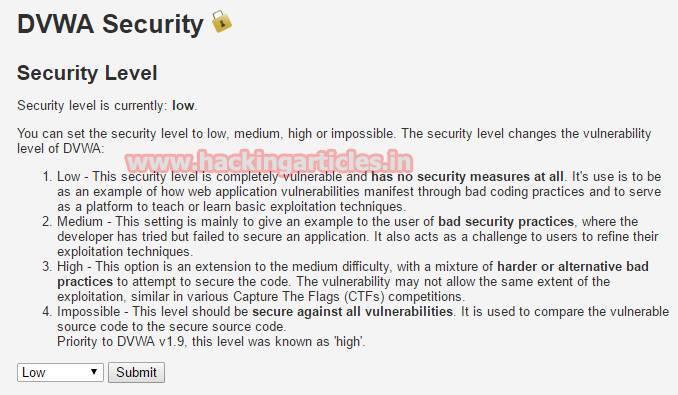 DVWA Security
Security Level
Security level is currently: low.
You can set the security level to low, medium, high or impossible. The security level changes the vulnerability
level of DVWA:
www.hackingarticles.in
1. Low - This security level is completely vulnerable and has no security measures at all. It's use is to be
as an example of how web application vulnerabilities manifest through bad coding practices and to serve
as a platform to teach or learn basic exploitation techniques.
2. Medium - This setting is mainly to give an example to the user of bad security practices, where the
developer has tried but failed to secure an application. It also acts as a challenge to users to refine their
exploitation techniques.
3. High - This option is an extension to the medium difficulty, with a mixture of harder or alternative bad
practices to attempt to secure the code. The vulnerability may not allow the same extent of the
exploitation, similar in various Capture The Flags (CTFs) competitions.
4. Impossible - This level should be secure against all vulnerabilities. It is used to compare the vulnerable
source code to the secure source code.
Priority to DVWA v1.9, this level was known as 'high'.
Low Submit